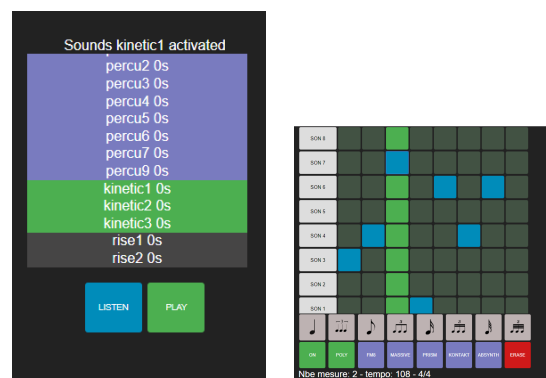 Sounds kinetic1 activated
percu2 0s
percu3 0s
percu4 0s
percu5 0s
percu6 0s
percu7 0s
percu9 0s
kinetic1 0s
kinetic2 0s
kinetic3 0s
rise1 0s
rise2 0s
LISTEN
PLAY
SON 8
SON 7
SON 6
SON 5
SON 4
SON 3
SON 2
SON 1
ON POLY FM8 MASSIVE PRISM KONTAKT ABSYNTH ERASE
Nbe mesure: 2 - tempo: 108 - 4/4